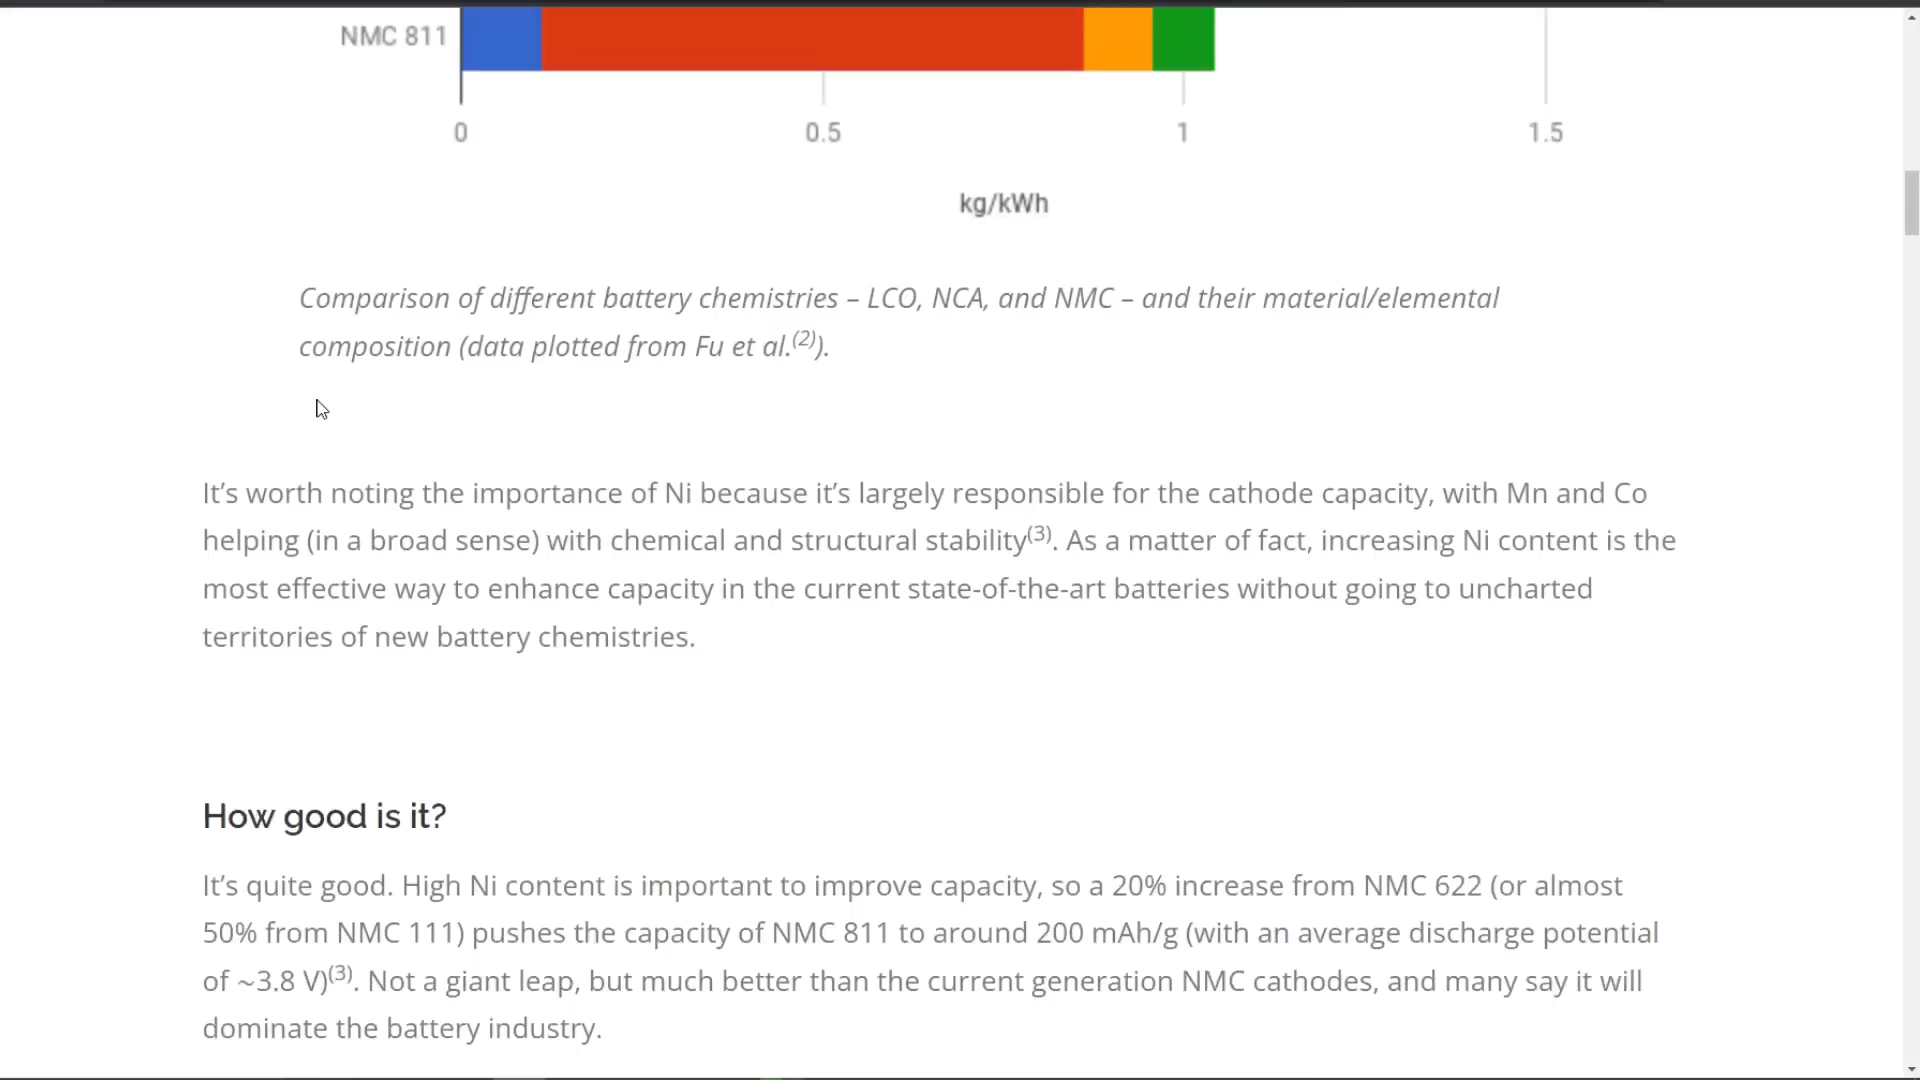 NMC 811
0 0.5 1 1.5
kg/kWh
Comparison of different battery chemistries – LCO, NCA, and NMC – and their material/elemental
composition (data plotted from Fu et al.(2)).
It’s worth noting the importance of Ni because it’s largely responsible for the cathode capacity, with Mn and Co
helping (in a broad sense) with chemical and structural stability(3). As a matter of fact, increasing Ni content is the
most effective way to enhance capacity in the current state-of-the-art batteries without going to uncharted
territories of new battery chemistries.
How good is it?
It’s quite good. High Ni content is important to improve capacity, so a 20% increase from NMC 622 (or almost
50% from NMC 111) pushes the capacity of NMC 811 to around 200 mAh/g (with an average discharge potential
of ~3.8 V)(3). Not a giant leap, but much better than the current generation NMC cathodes, and many say it will
dominate the battery industry.